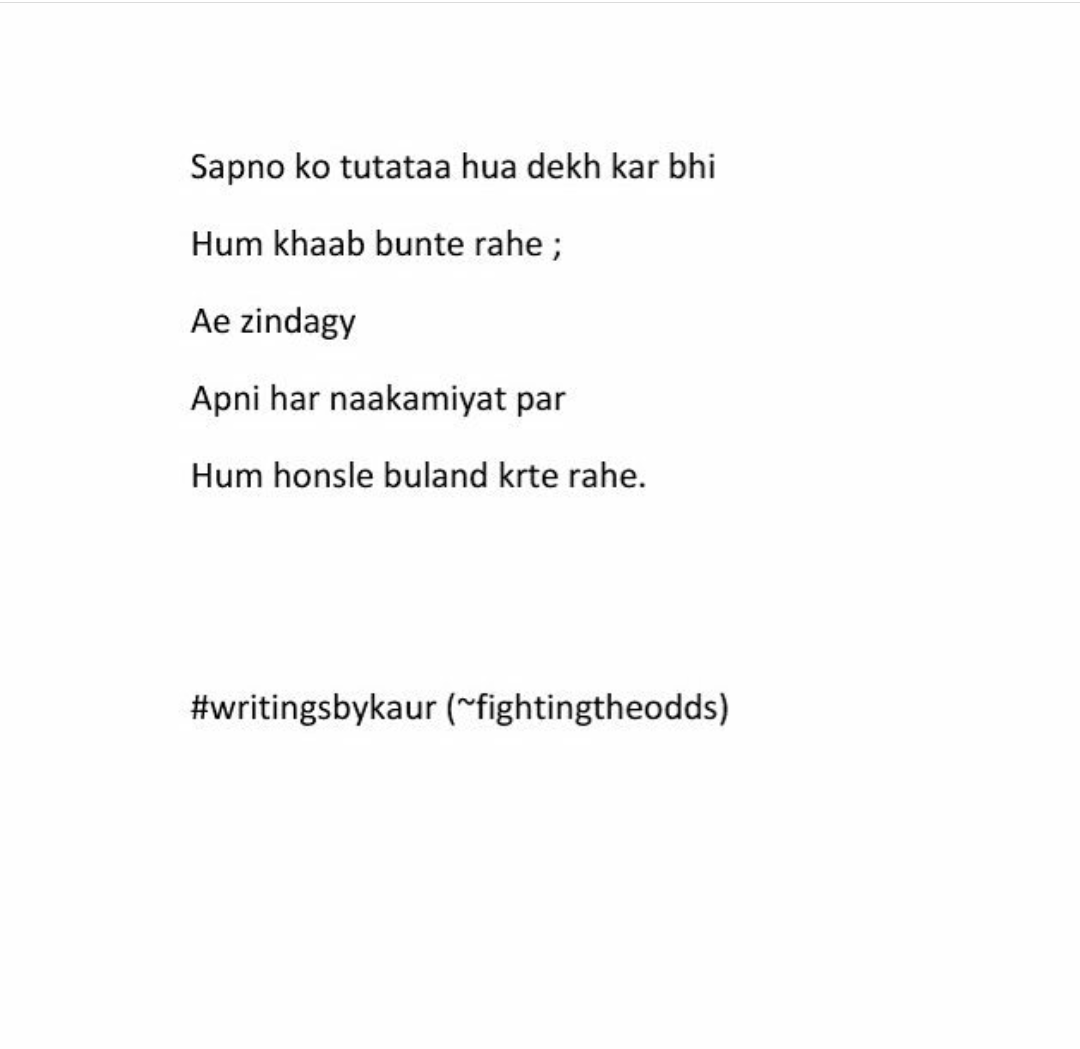 Sapno ko tutataa hua dekh kar bhi
Hum khaab bunte rahe ;
Ae zindagy
Apni har naakamiyat par
Hum honsle buland krte rahe.
#writingsbykaur (~fightingtheodds)